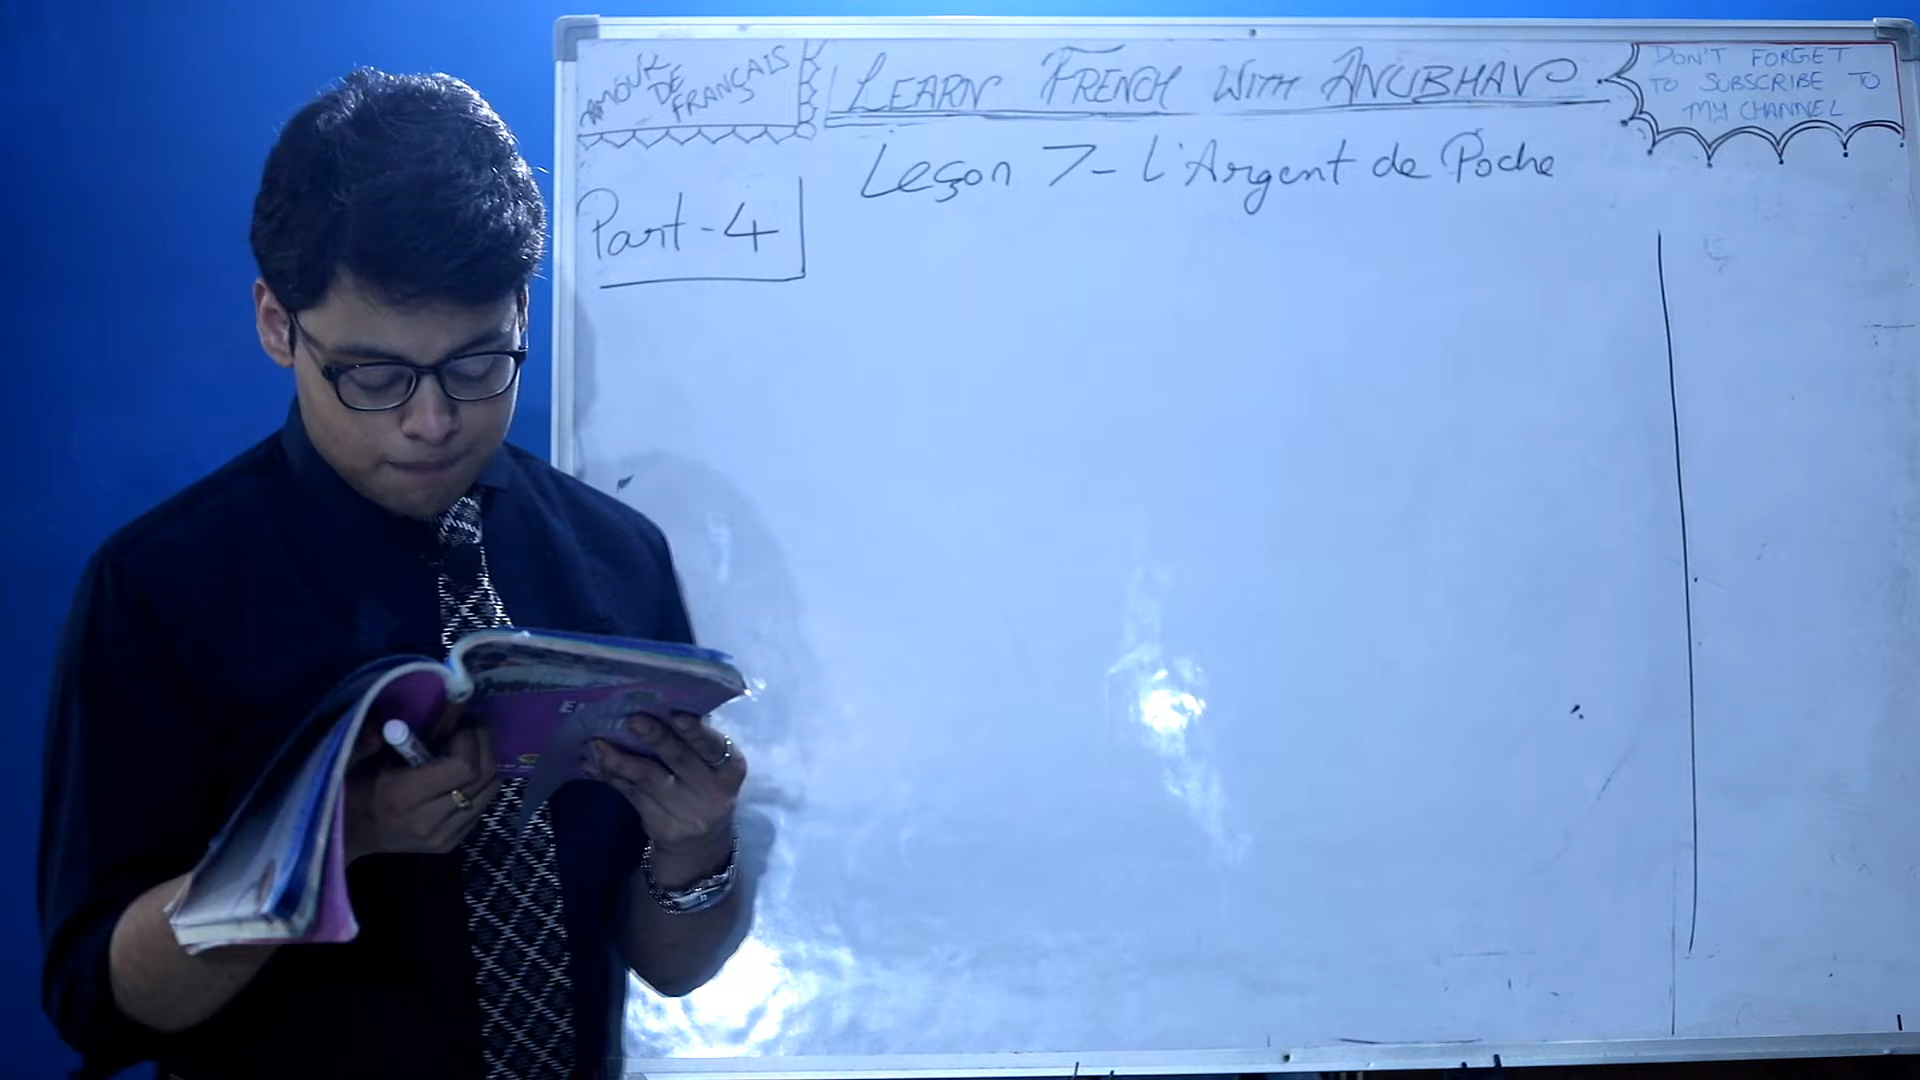 AMOUR
DE
FRANÇAIS
LEARN FRENCH WITH ANUBHAV
DON'T FORGET
TO SUBSCRIBE TO
MY CHANNEL
Leçon 7- L'Argent de Poche
Part-4